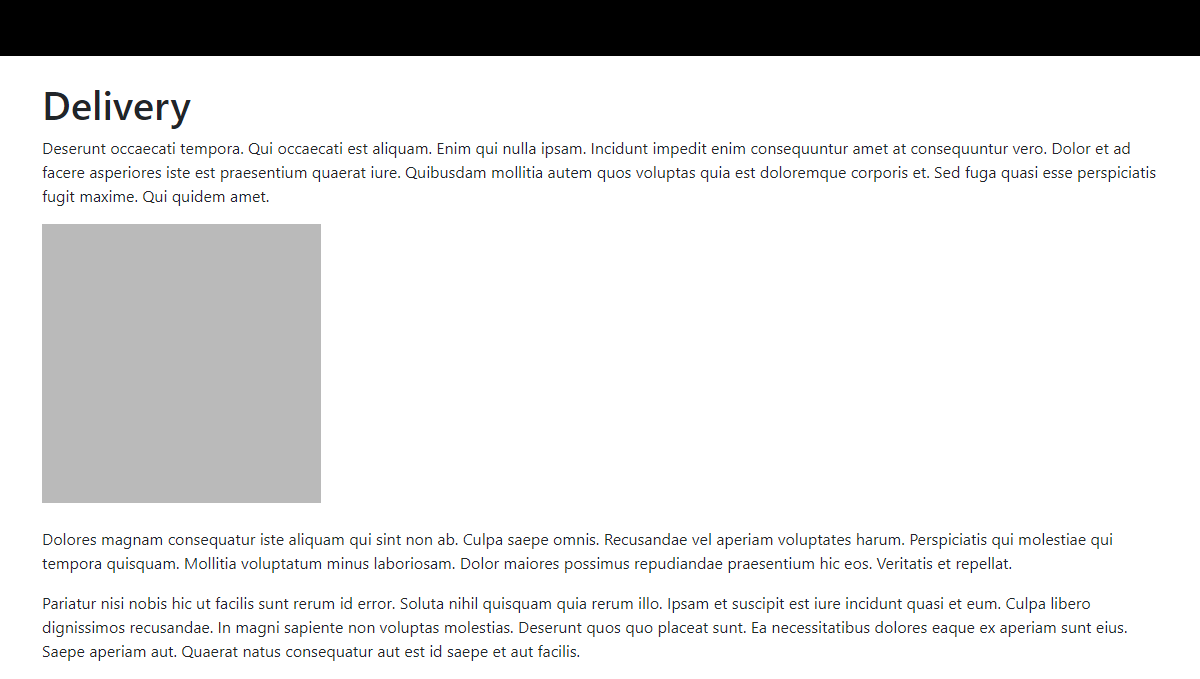 Delivery
Deserunt occaecati tempora. Qui occaecati est aliquam. Enim qui nulla ipsam. Incidunt impedit enim consequuntur amet at consequuntur vero. Dolor et ad
facere asperiores iste est praesentium quaerat iure. Quibusdam mollitia autem quos voluptas quia est doloremque corporis et. Sed fuga quasi esse perspiciatis
fugit maxime. Qui quidem amet.
Dolores magnam consequatur iste aliquam qui sint non ab. Culpa saepe omnis. Recusandae vel aperiam voluptates harum. Perspiciatis qui molestiae qui
tempora quisquam. Mollitia voluptatum minus laboriosam. Dolor maiores possimus repudiandae praesentium hic eos. Veritatis et repellat.
Pariatur nisi nobis hic ut facilis sunt rerum id error. Soluta nihil quisquam quia rerum illo. Ipsam et suscipit est iure incidunt quasi et eum. Culpa libero
dignissimos recusandae. In magni sapiente non voluptas molestias. Deserunt quos quo placeat sunt. Ea necessitatibus dolores eaque ex aperiam sunt eius.
Saepe aperiam aut. Quaerat natus consequatur aut est id saepe et aut facilis.